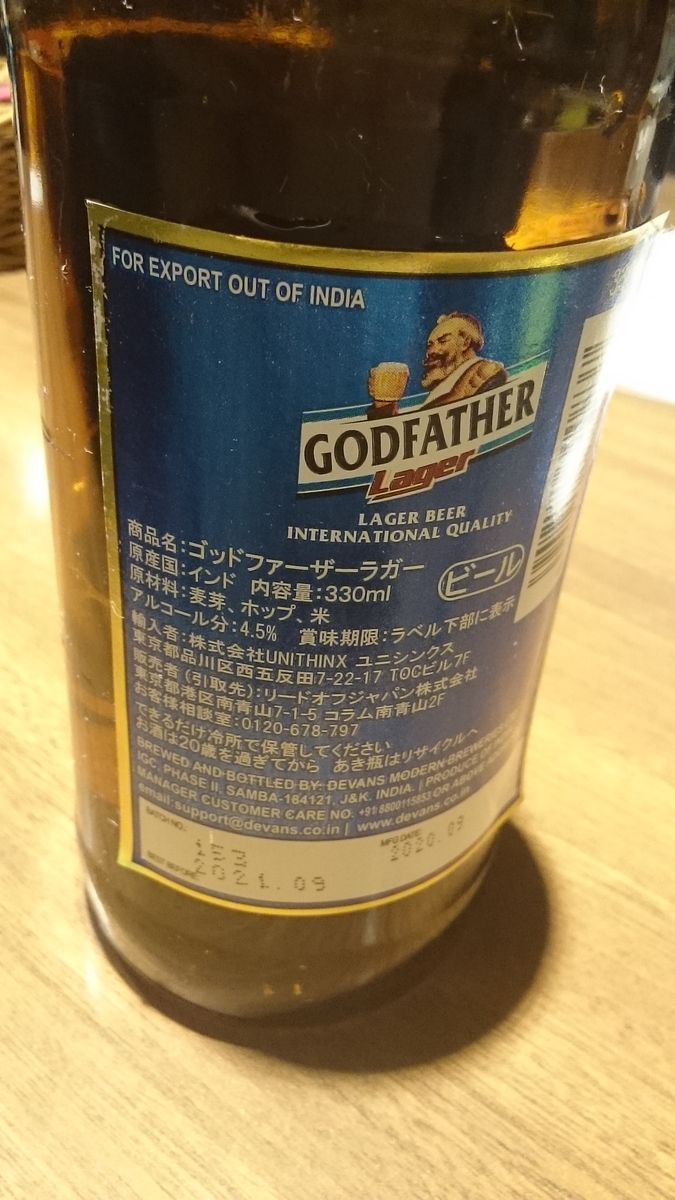 FOR EXPORT OUT OF INDIA
GODFATHER
Lager
LAGER BEER
INTERNATIONAL QUALITY
商品名:ゴッドファーザーラガー
原産国:インド 内容量:330ml ビール
原材料:麦芽、ホップ、米
アルコール分:4.5% 賞味期限:ラベル下部に表示
輸入者:株式会社UNITHINX ユニシンクス
東京都品川区西五反田7-22-17 TOCビル7F
販売者(引取先):リードオフジャパン株式会社
東京都港区南青山7-1-5 コラム南青山2F
お客様相談室:0120-678-797
できるだけ冷所で保管してください
お酒は20歳を過ぎてから あき瓶はリサイクルへ
BREWED AND BOTTLED BY: DEVANS MODERN BREWERIES
IGC, PHASE II, SAMBA-184121, J&K. INDIA. | PRODUCE OF
MANAGER CUSTOMER CARE NO. +91 8800115853 OR ABOVE
email support@devans.co.in | www.devans.co.in
BATCH NO.: MFG DATE:
2020.09
BEST BEFORE: 2021.09